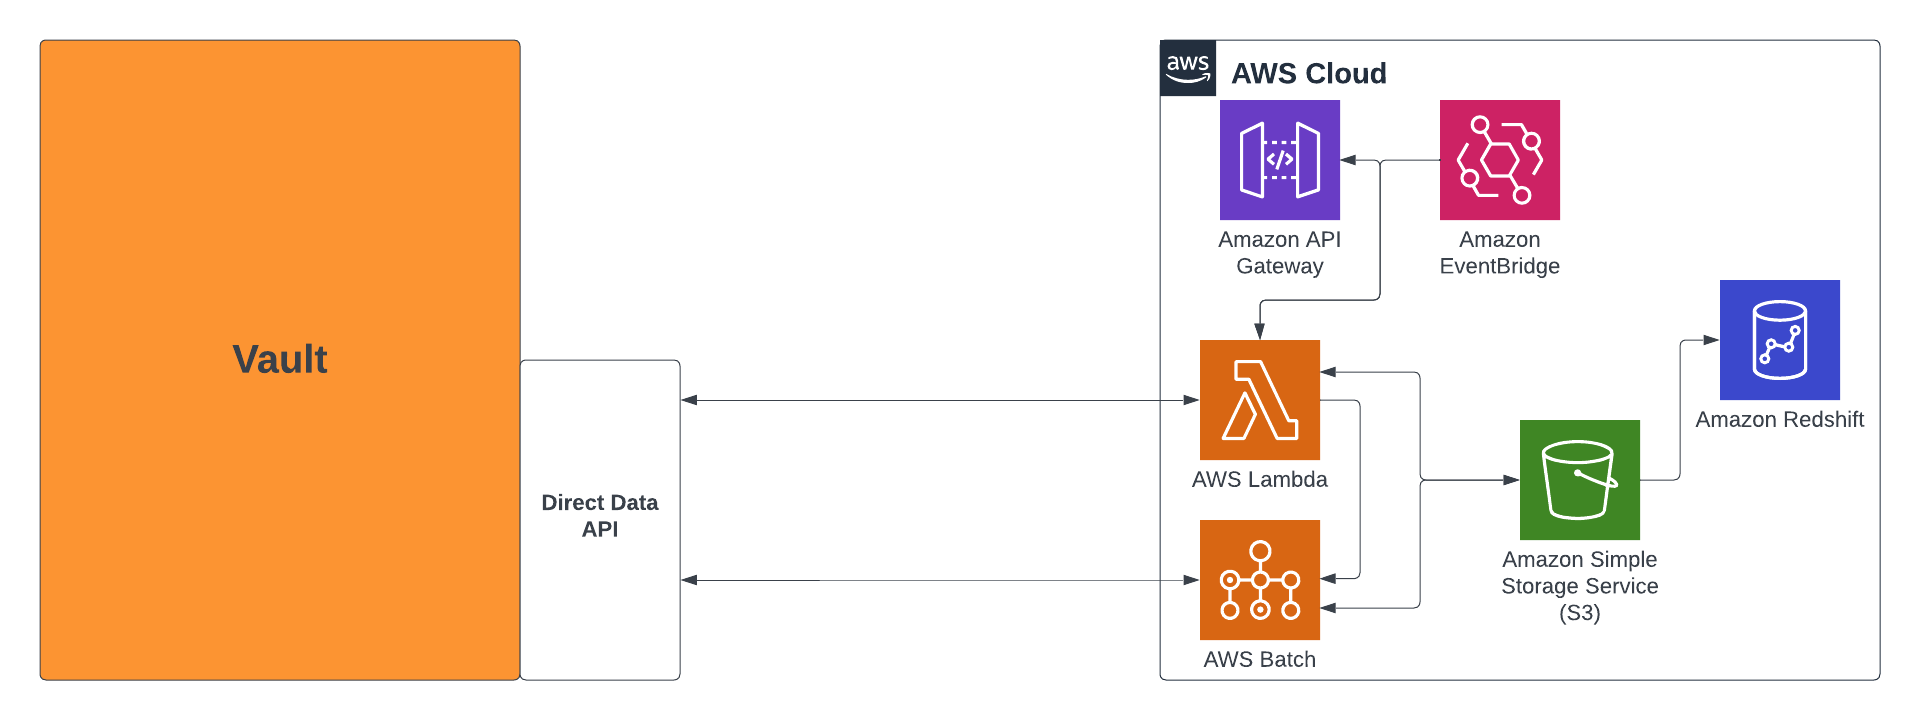 Vault
Direct Data
API
aws
AWS Cloud
</>
Amazon API
Gateway
Amazon
EventBridge
AWS Lambda
AWS Batch
Amazon Simple
Storage Service
(S3)
Amazon Redshift